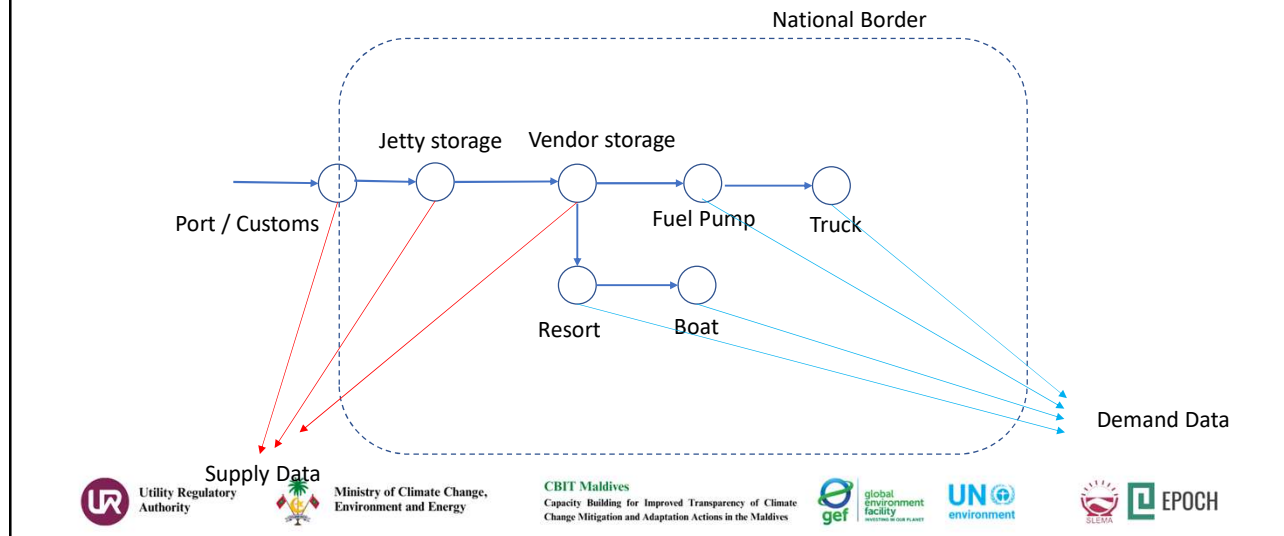 National Border
Jetty storage
Vendor storage
Port / Customs
Fuel Pump
Truck
Resort
Boat
Demand Data
Supply Data
UR
Utility Regulatory
Authority
Ministry of Climate Change,
Environment and Energy
CBIT Maldives
Capacity Building for Improved Transparency of Climate
Change Mitigation and Adaptation Actions in the Maldives
gef
global
environment
facility
INVESTING IN OUR PLANET
UN
environment
SLEMA
EPOCH